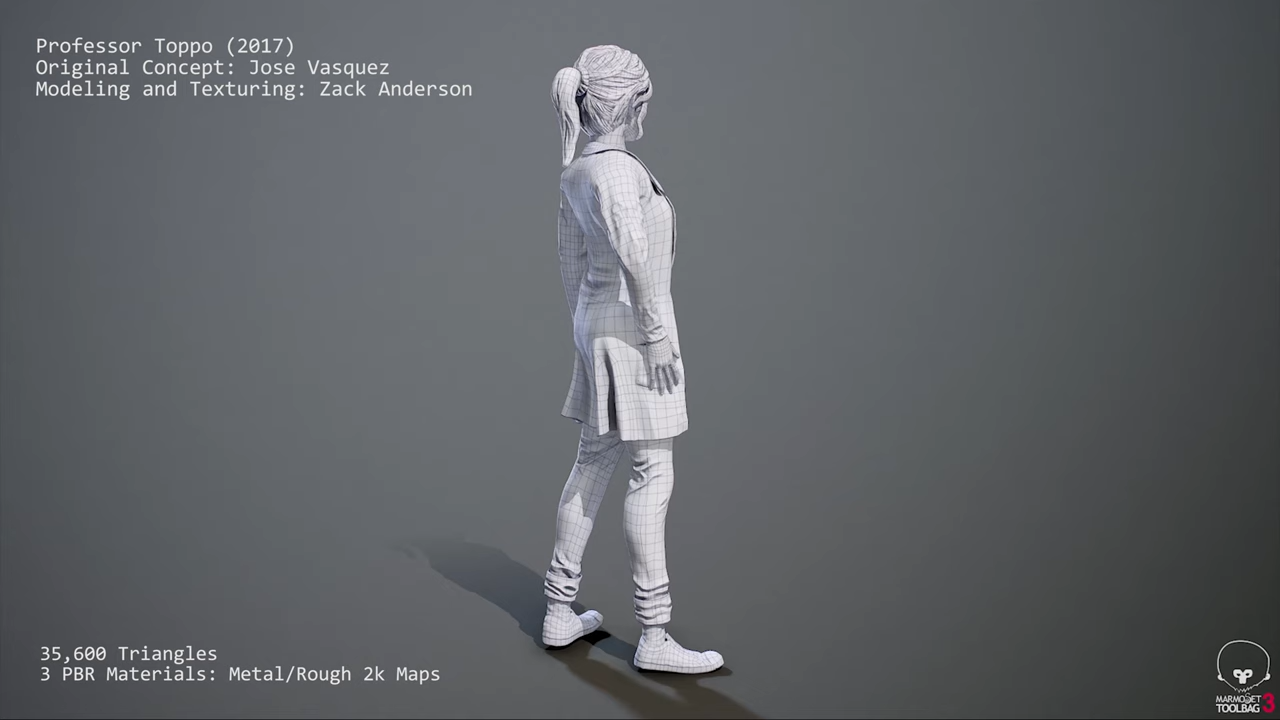 Professor Toppo (2017)
Original Concept: Jose Vasquez
Modeling and Texturing: Zack Anderson
35,600 Triangles
3 PBR Materials: Metal/Rough 2k Maps
MARMOSET
TOOLBAG 3